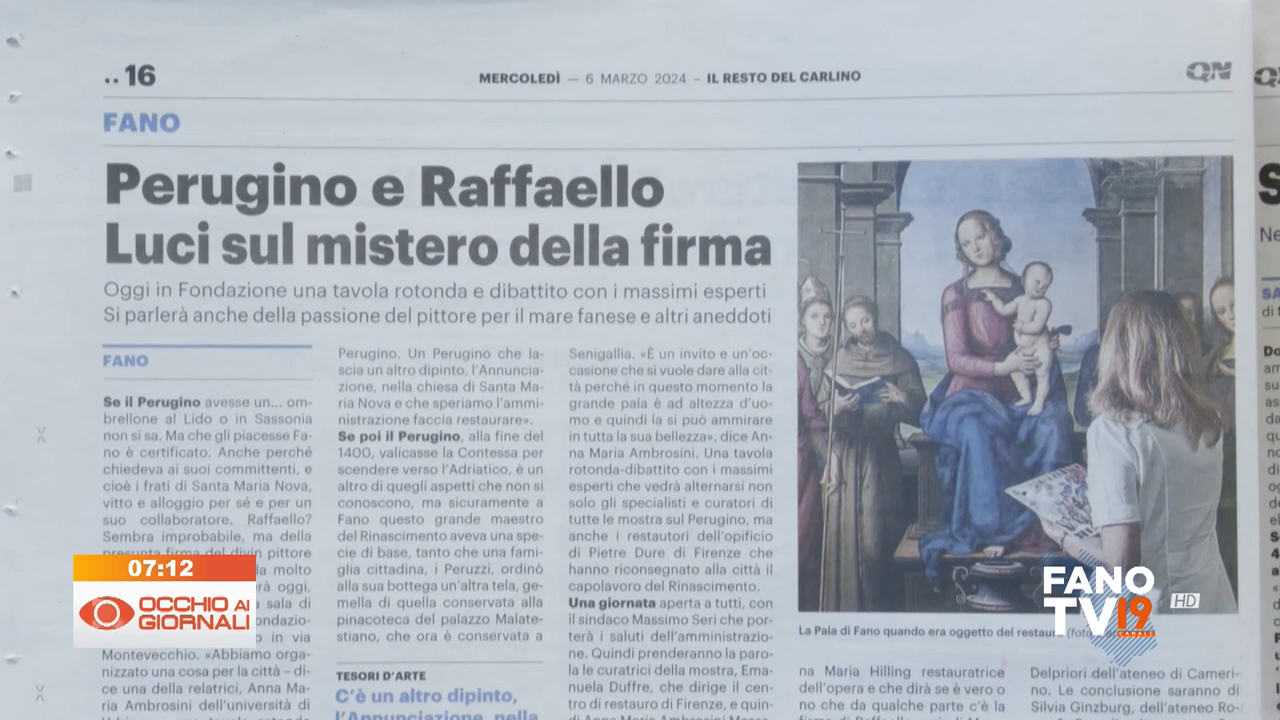 .. 16
MERCOLEDÌ — 6 MARZO 2024 – IL RESTO DEL CARLINO
QN
FANO
Perugino e Raffaello
Luci sul mistero della firma
Oggi in Fondazione una tavola rotonda e dibattito con i massimi esperti
Si parlerà anche della passione del pittore per il mare fanese e altri aneddoti
FANO
Se il Perugino avesse un... om-
brellone al Lido o in Sassonia
non si sa. Ma che gli piacesse Fa-
no è certificato. Anche perché
chiedeva ai suoi committenti, e
cioè i frati di Santa Maria Nova,
vitto e alloggio per sé e per un
suo collaboratore. Raffaello?
Sembra improbabile, ma della
presunta firma del divin pittore
la molto
rà oggi,
sala di
ndazio-
o in via
Montevecchio. «Abbiamo orga-
nizzato una cosa per la città – di-
ce una della relatrici, Anna Ma-
ria Ambrosini dell'università di
Perugino. Un Perugino che la-
scia un altro dipinto, l'Annuncia-
zione, nella chiesa di Santa Ma-
ria Nova e che speriamo l'ammi-
nistrazione faccia restaurare».
Se poi il Perugino, alla fine del
1400, valicasse la Contessa per
scendere verso l'Adriatico, è un
altro di quegli aspetti che non si
conoscono, ma sicuramente a
Fano questo grande maestro
del Rinascimento aveva una spe-
cie di base, tanto che una fami-
glia cittadina, i Peruzzi, ordinò
alla sua bottega un'altra tela, ge-
mella di quella conservata alla
pinacoteca del palazzo Malate-
stiano, che ora è conservata a
TESORI D'ARTE
C'è un altro dipinto,
l'Annunciazione, nella
Senigallia. «È un invito e un'oc-
casione che si vuole dare alla cit-
tà perché in questo momento la
grande pala è ad altezza d'uo-
mo e quindi la si può ammirare
in tutta la sua bellezza», dice An-
na Maria Ambrosini. Una tavola
rotonda-dibattito con i massimi
esperti che vedrà alternarsi non
solo gli specialisti e curatori di
tutte le mostra sul Perugino, ma
anche i restautori dell'opificio
di Pietre Dure di Firenze che
hanno riconsegnato alla città il
capolavoro del Rinascimento.
Una giornata aperta a tutti, con
il sindaco Massimo Seri che por-
terà i saluti dell'amministrazio-
ne. Quindi prenderanno la paro-
la le curatrici della mostra, Ema-
nuela Duffre, che dirige il cen-
tro di restauro di Firenze, e quin-
La Pala di Fano quando era oggetto del restauro
na Maria Hilling restauratrice
dell'opera e che dirà se è vero o
no che da qualche parte c'è la
Delpriori dell'ateneo di Cameri-
no. Le conclusione saranno di
Silvia Ginzburg, dell'ateneo Ro-
07:12
OCCHIO AI
GIORNALI
FANO
TV19
CANALE
HD